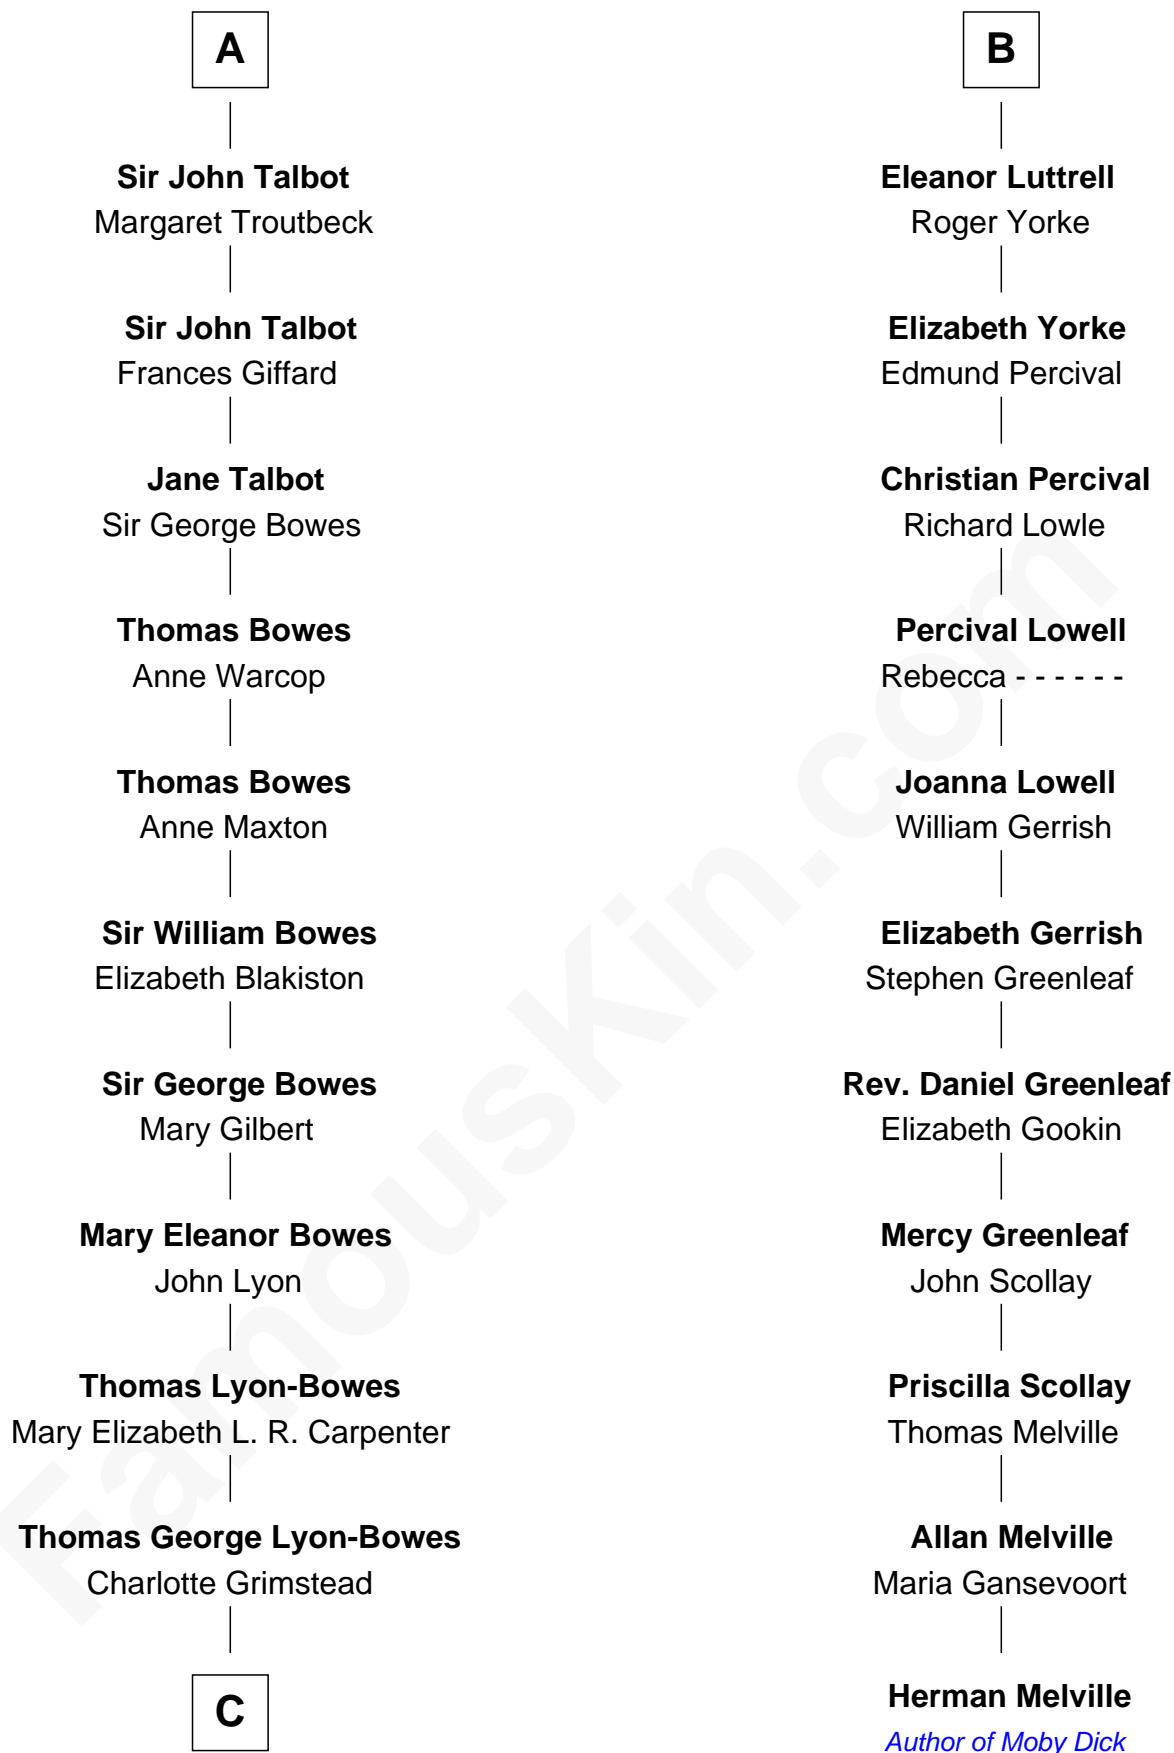 A
Sir John Talbot
Margaret Troutbeck
Sir John Talbot
Frances Giffard
Jane Talbot
Sir George Bowes
Thomas Bowes
Anne Warcop
Thomas Bowes
Anne Maxton
Sir William Bowes
Elizabeth Blakiston
Sir George Bowes
Mary Gilbert
Mary Eleanor Bowes
John Lyon
Thomas Lyon-Bowes
Mary Elizabeth L. R. Carpenter
Thomas George Lyon-Bowes
Charlotte Grimstead
C
B
Eleanor Luttrell
Roger Yorke
Elizabeth Yorke
Edmund Percival
Christian Percival
Richard Lowle
Percival Lowell
Rebecca - - - - - -
Joanna Lowell
William Gerrish
Elizabeth Gerrish
Stephen Greenleaf
Rev. Daniel Greenleaf
Elizabeth Gookin
Mercy Greenleaf
John Scollay
Priscilla Scollay
Thomas Melville
Allan Melville
Maria Gansevoort
Herman Melville
Author of Moby Dick
FamousKin.com